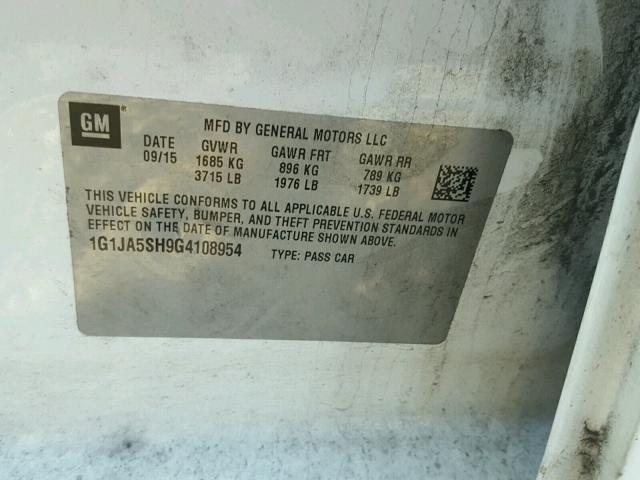 GM®
MFD BY GENERAL MOTORS LLC
DATE GVWR GAWR FRT GAWR RR
09/15 1685 KG 896 KG 789 KG
3715 LB 1976 LB 1739 LB
THIS VEHICLE CONFORMS TO ALL APPLICABLE U.S. FEDERAL MOTOR
VEHICLE SAFETY, BUMPER, AND THEFT PREVENTION STANDARDS IN
EFFECT ON THE DATE OF MANUFACTURE SHOWN ABOVE.
1G1JA5SH9G4108954 TYPE: PASS CAR